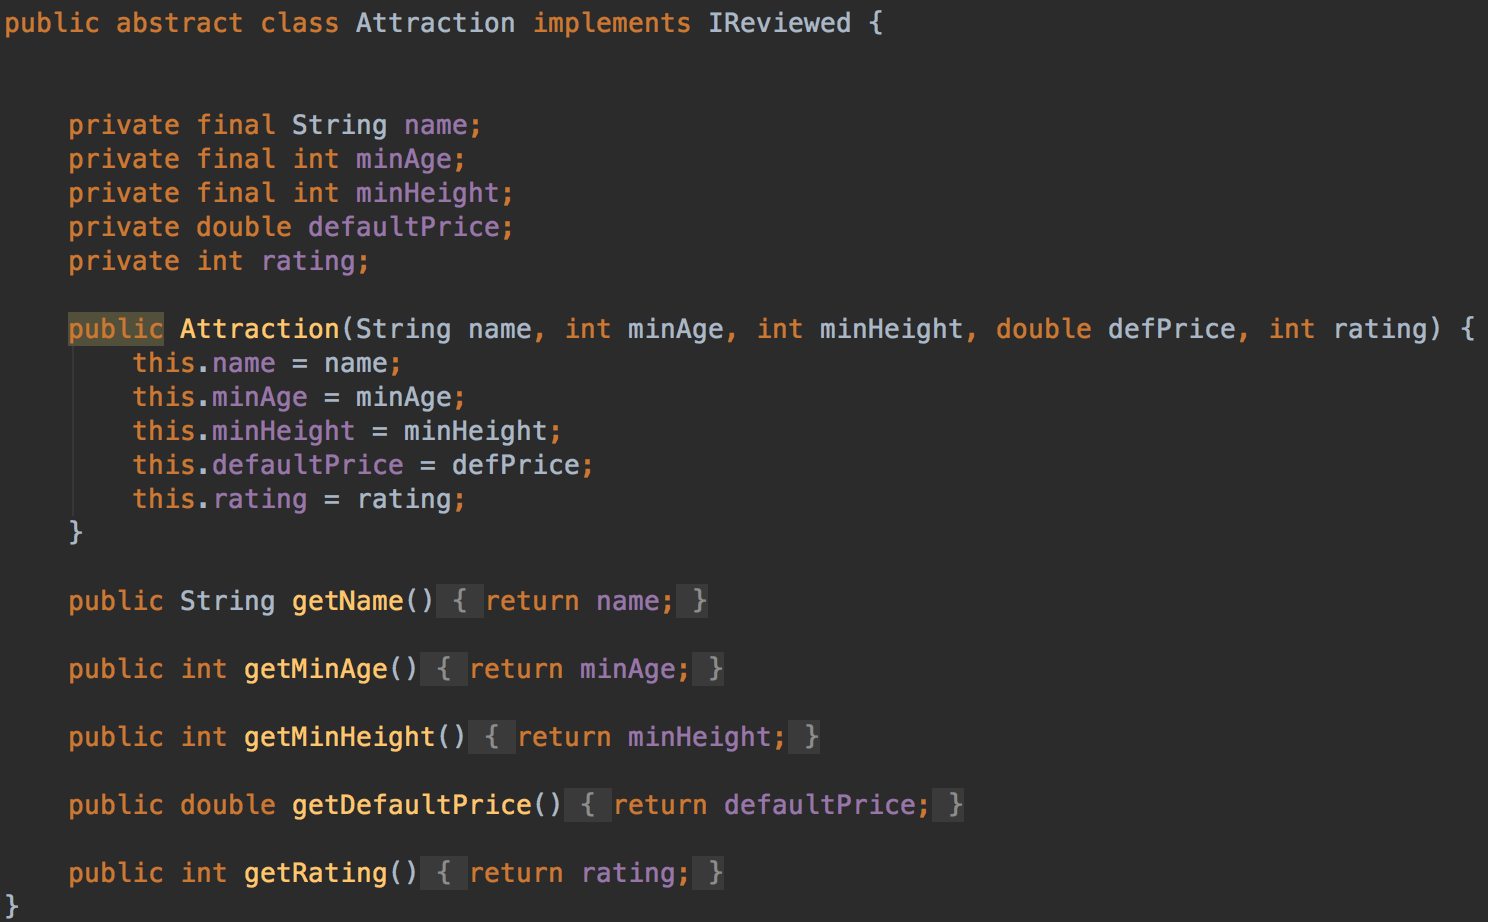 public abstract class Attraction implements IReviewed {
private final String name;
private final int minAge;
private final int minHeight;
private double defaultPrice;
private int rating;
public Attraction(String name, int minAge, int minHeight, double defPrice, int rating) {
this.name = name;
this.minAge = minAge;
this.minHeight = minHeight;
this.defaultPrice = defPrice;
this.rating = rating;
}
public String getName() { return name; }
public int getMinAge() { return minAge; }
public int getMinHeight() { return minHeight; }
public double getDefaultPrice() { return defaultPrice; }
public int getRating() { return rating; }
}